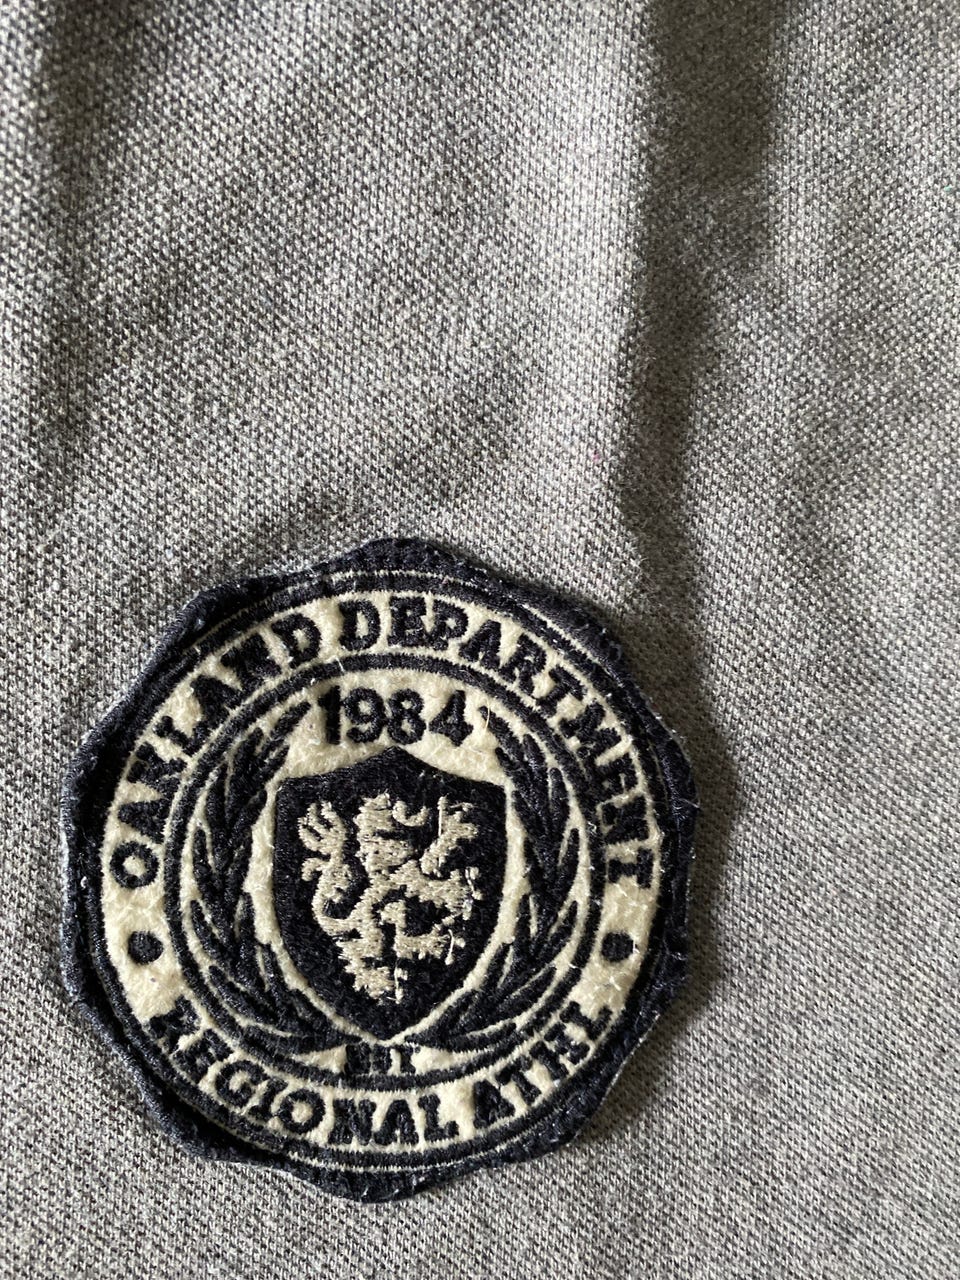 OAKLAND DEPARTMENT
1984
EST
REGIONAL ATHL